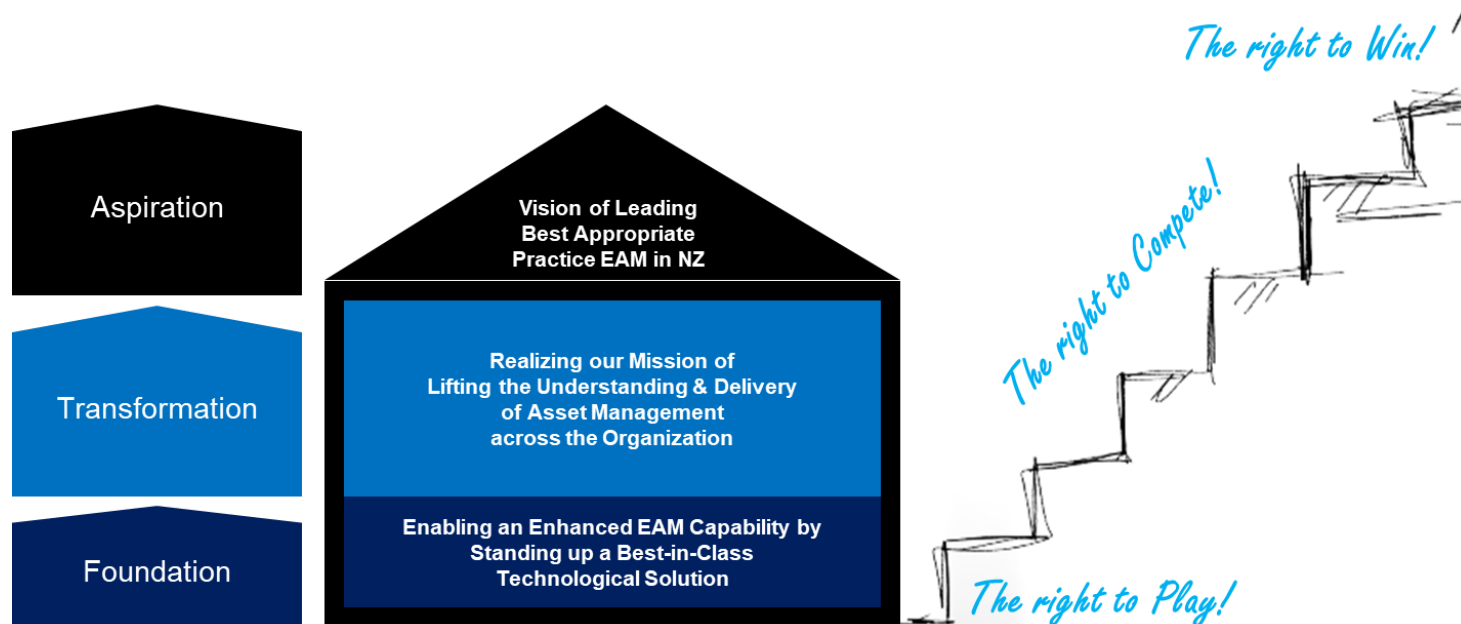 Aspiration
Transformation
Foundation
Vision of Leading
Best Appropriate
Practice EAM in NZ
Realizing our Mission of
Lifting the Understanding & Delivery
of Asset Management
across the Organization
Enabling an Enhanced EAM Capability by
Standing up a Best-in-Class
Technological Solution
The right to Win!
The right to Compete!
The right to Play!